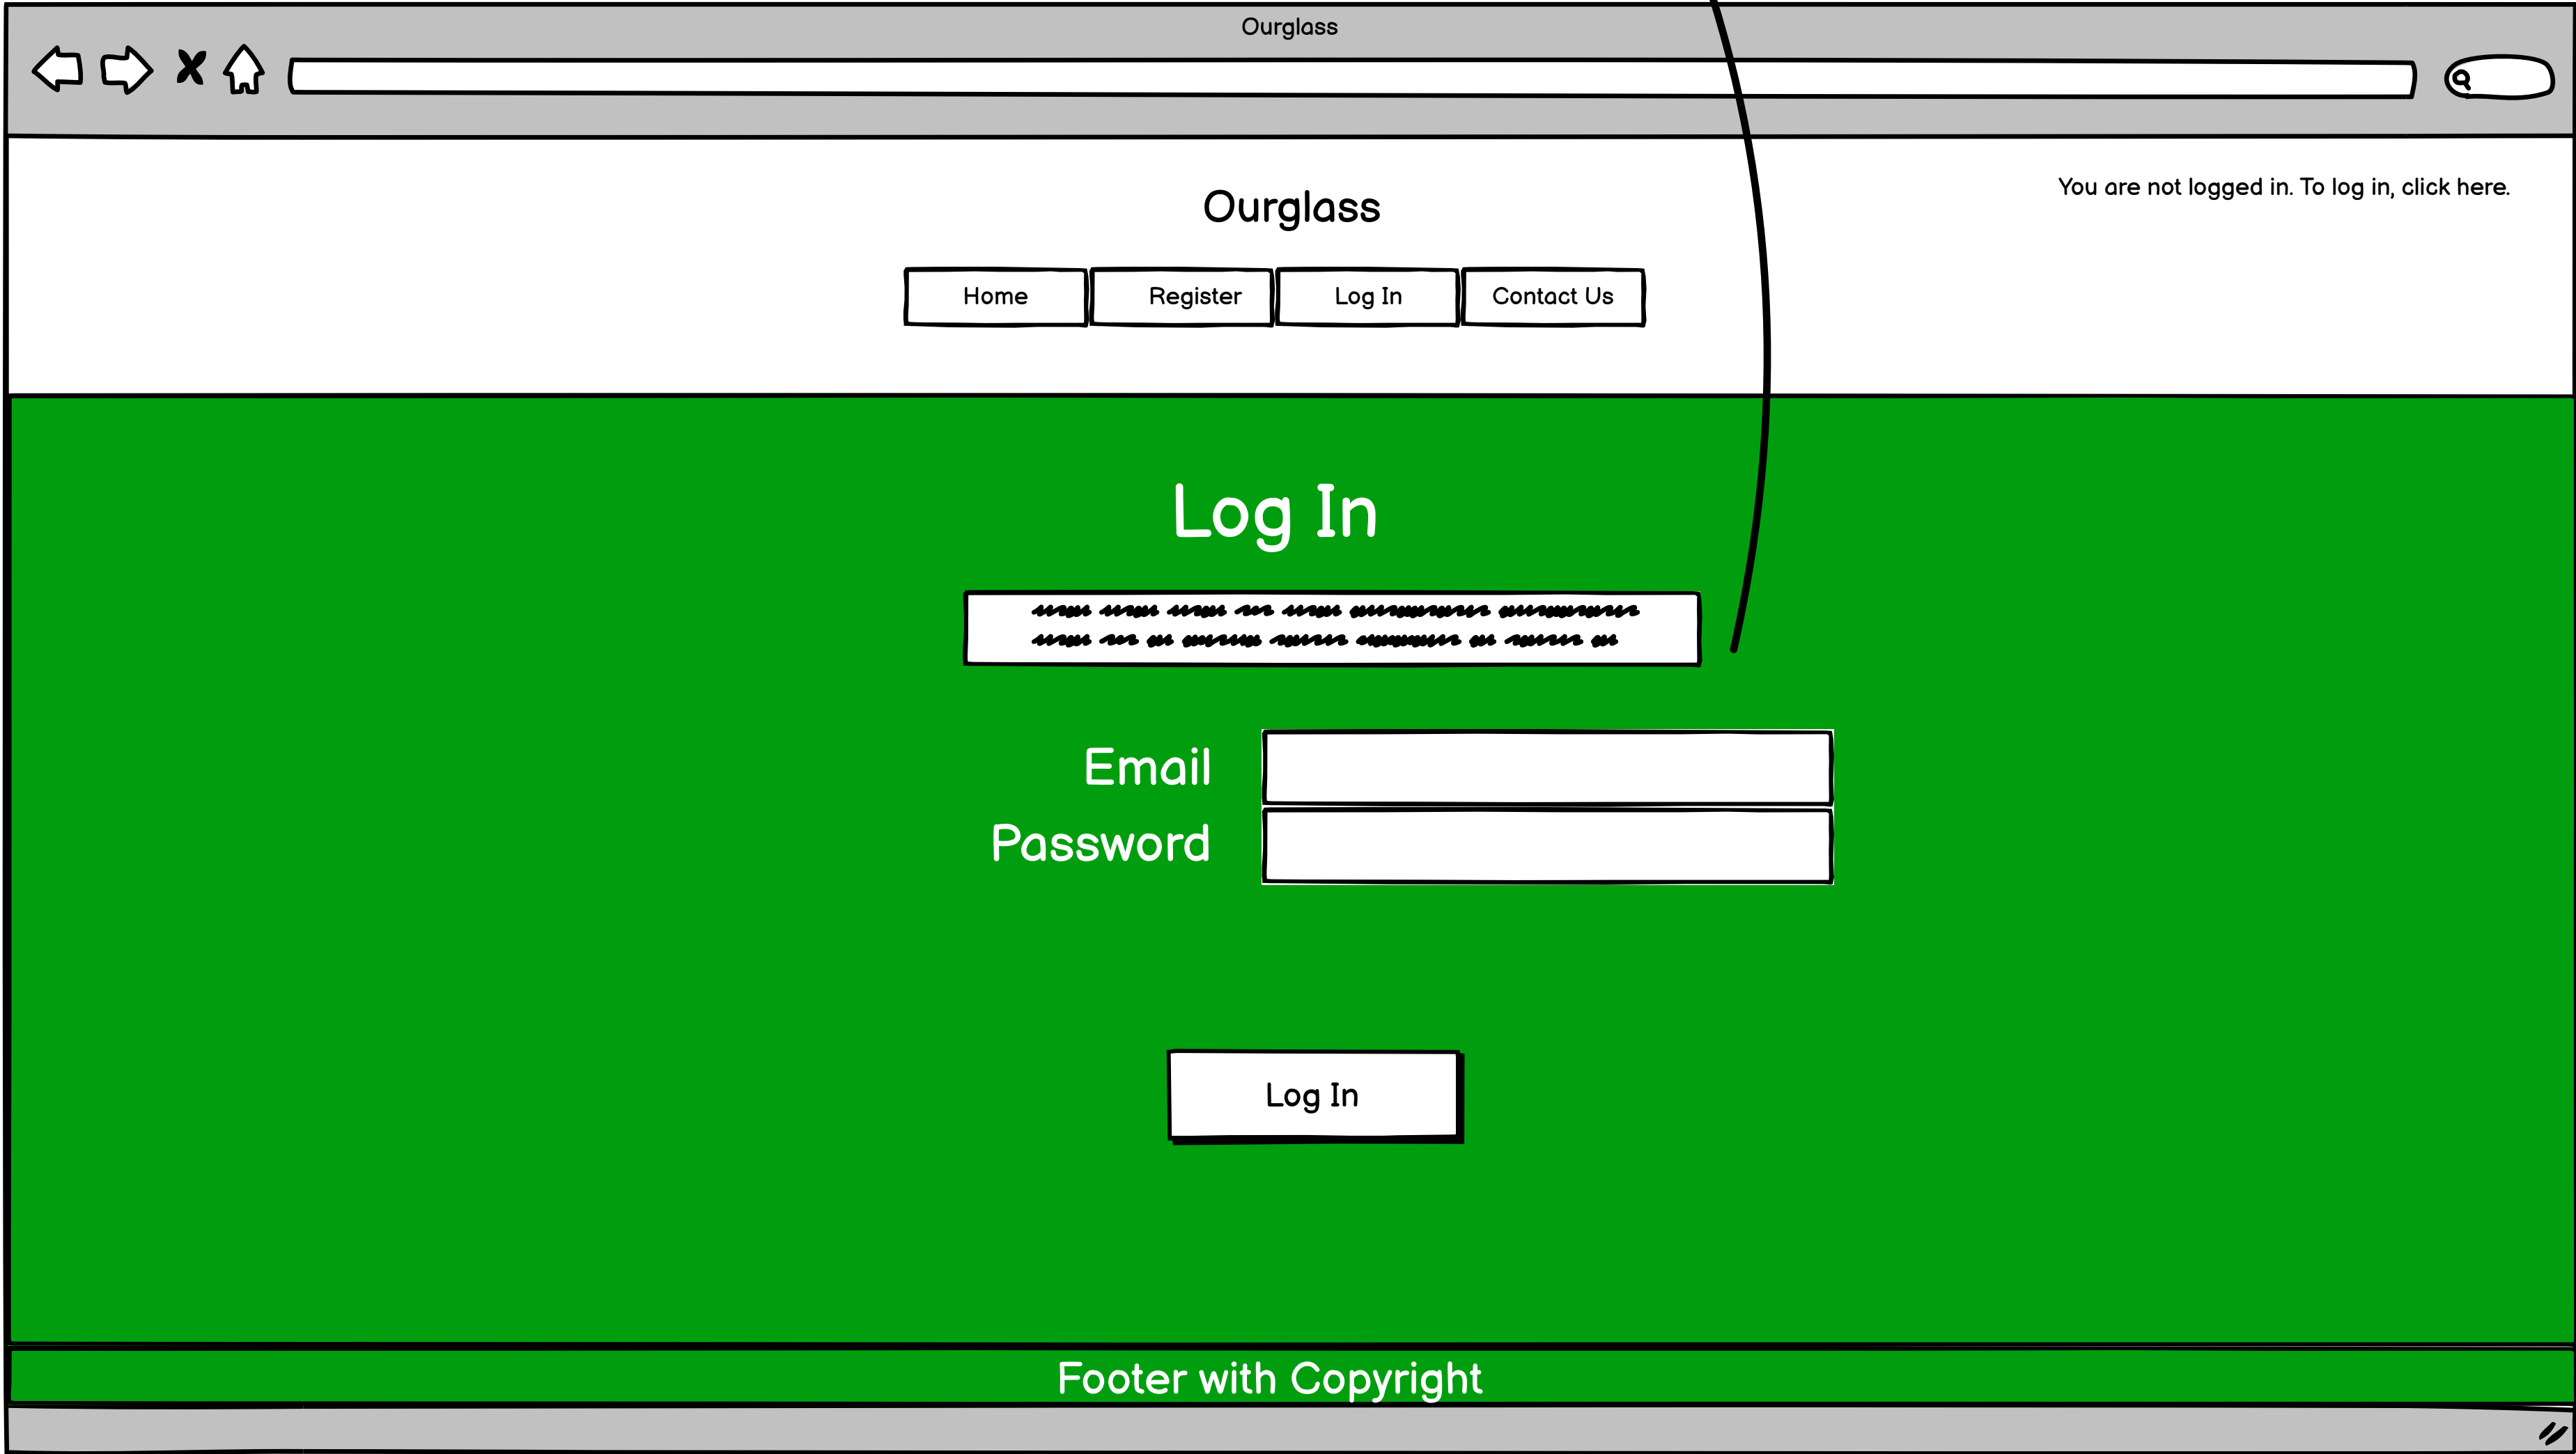 Ourglass
You are not logged in. To log in, click here.
Ourglass
Home Register Log In Contact Us
Log In
Email
Password
Log In
Footer with Copyright